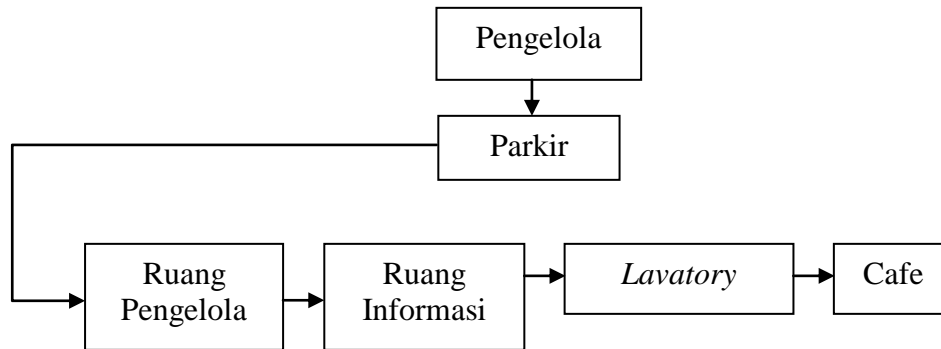 Pengelola
Parkir
Ruang
Pengelola
Ruang
Informasi
Lavatory
Cafe